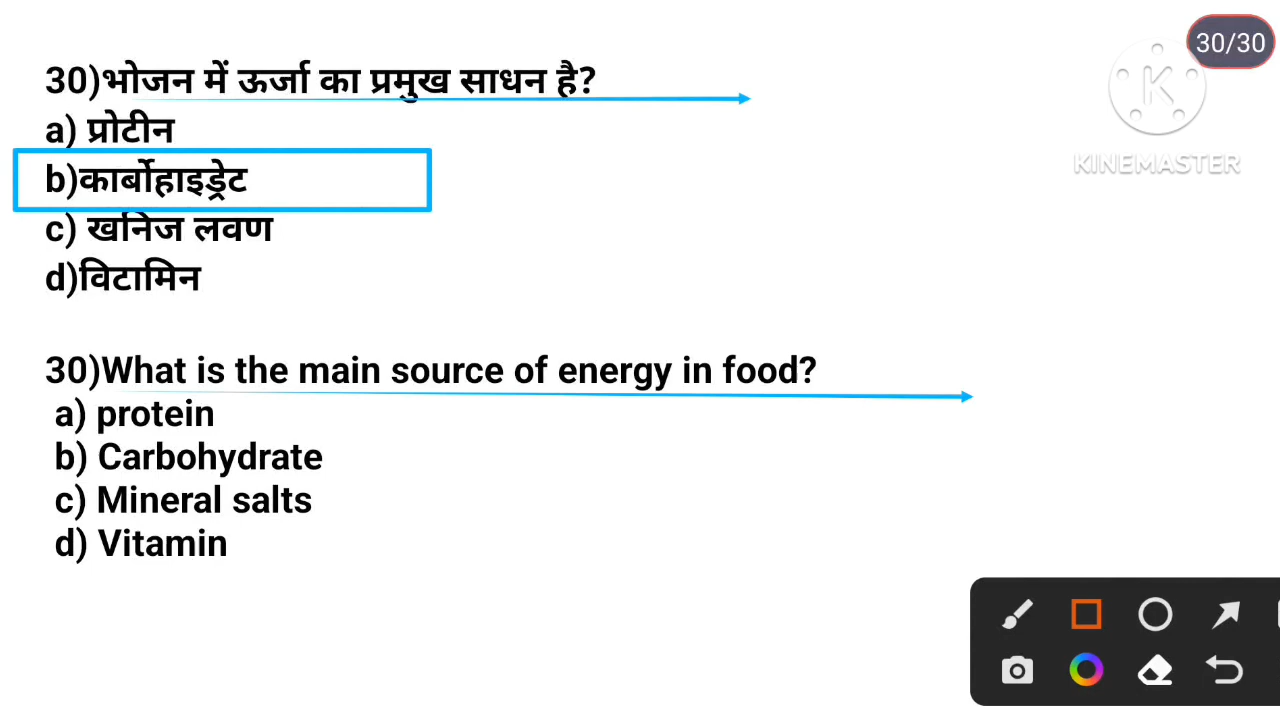 30/30
KINEMASTER
30)भोजन में ऊर्जा का प्रमुख साधन है?
a) प्रोटीन
b)कार्बोहाइड्रेट
c) खनिज लवण
d)विटामिन
30)What is the main source of energy in food?
a) protein
b) Carbohydrate
c) Mineral salts
d) Vitamin